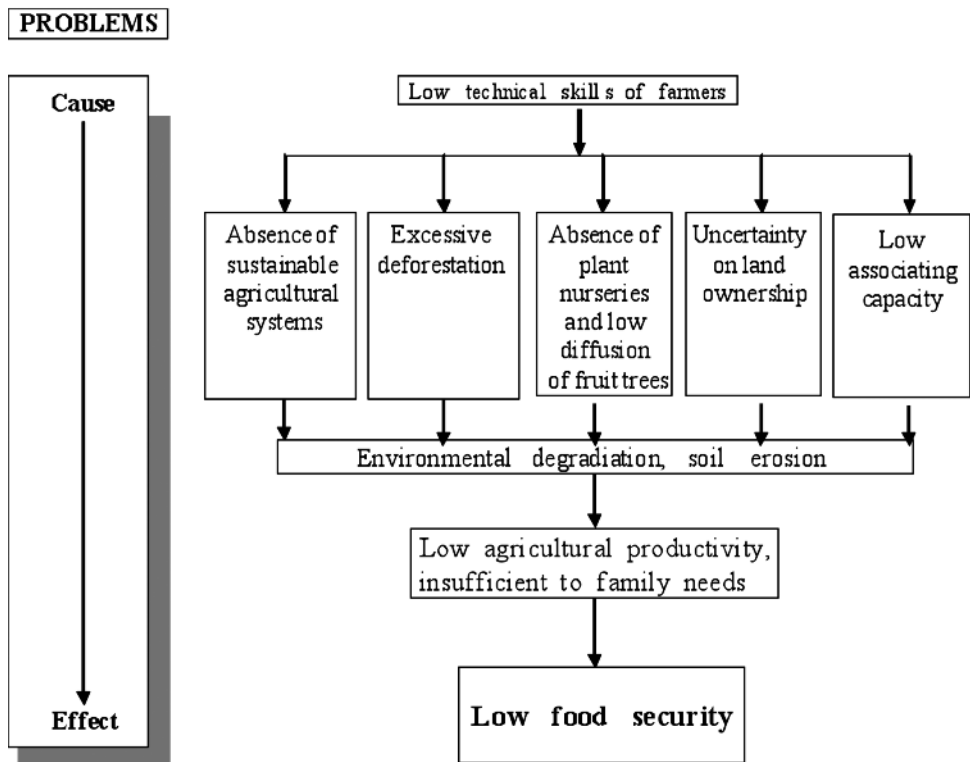 PROBLEMS
Cause
Effect
Low technical skills of farmers
Absence of
sustainable
agricultural
systems
Excessive
deforestation
Absence of
plant
nurseries
and low
diffusion
of fruit trees
Uncertainty
on land
ownership
Low
associating
capacity
Environmental degradiation, soil erosion
Low agricultural productivity,
insufficient to family needs
Low food security